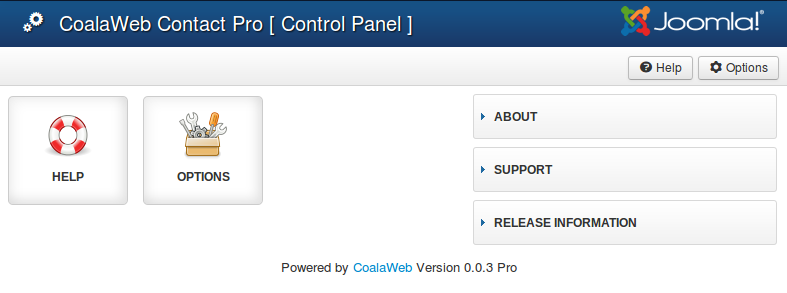 CoalaWeb Contact Pro [ Control Panel ]
Joomla!®
Help
Options
HELP
OPTIONS
ABOUT
SUPPORT
RELEASE INFORMATION
Powered by CoalaWeb Version 0.0.3 Pro